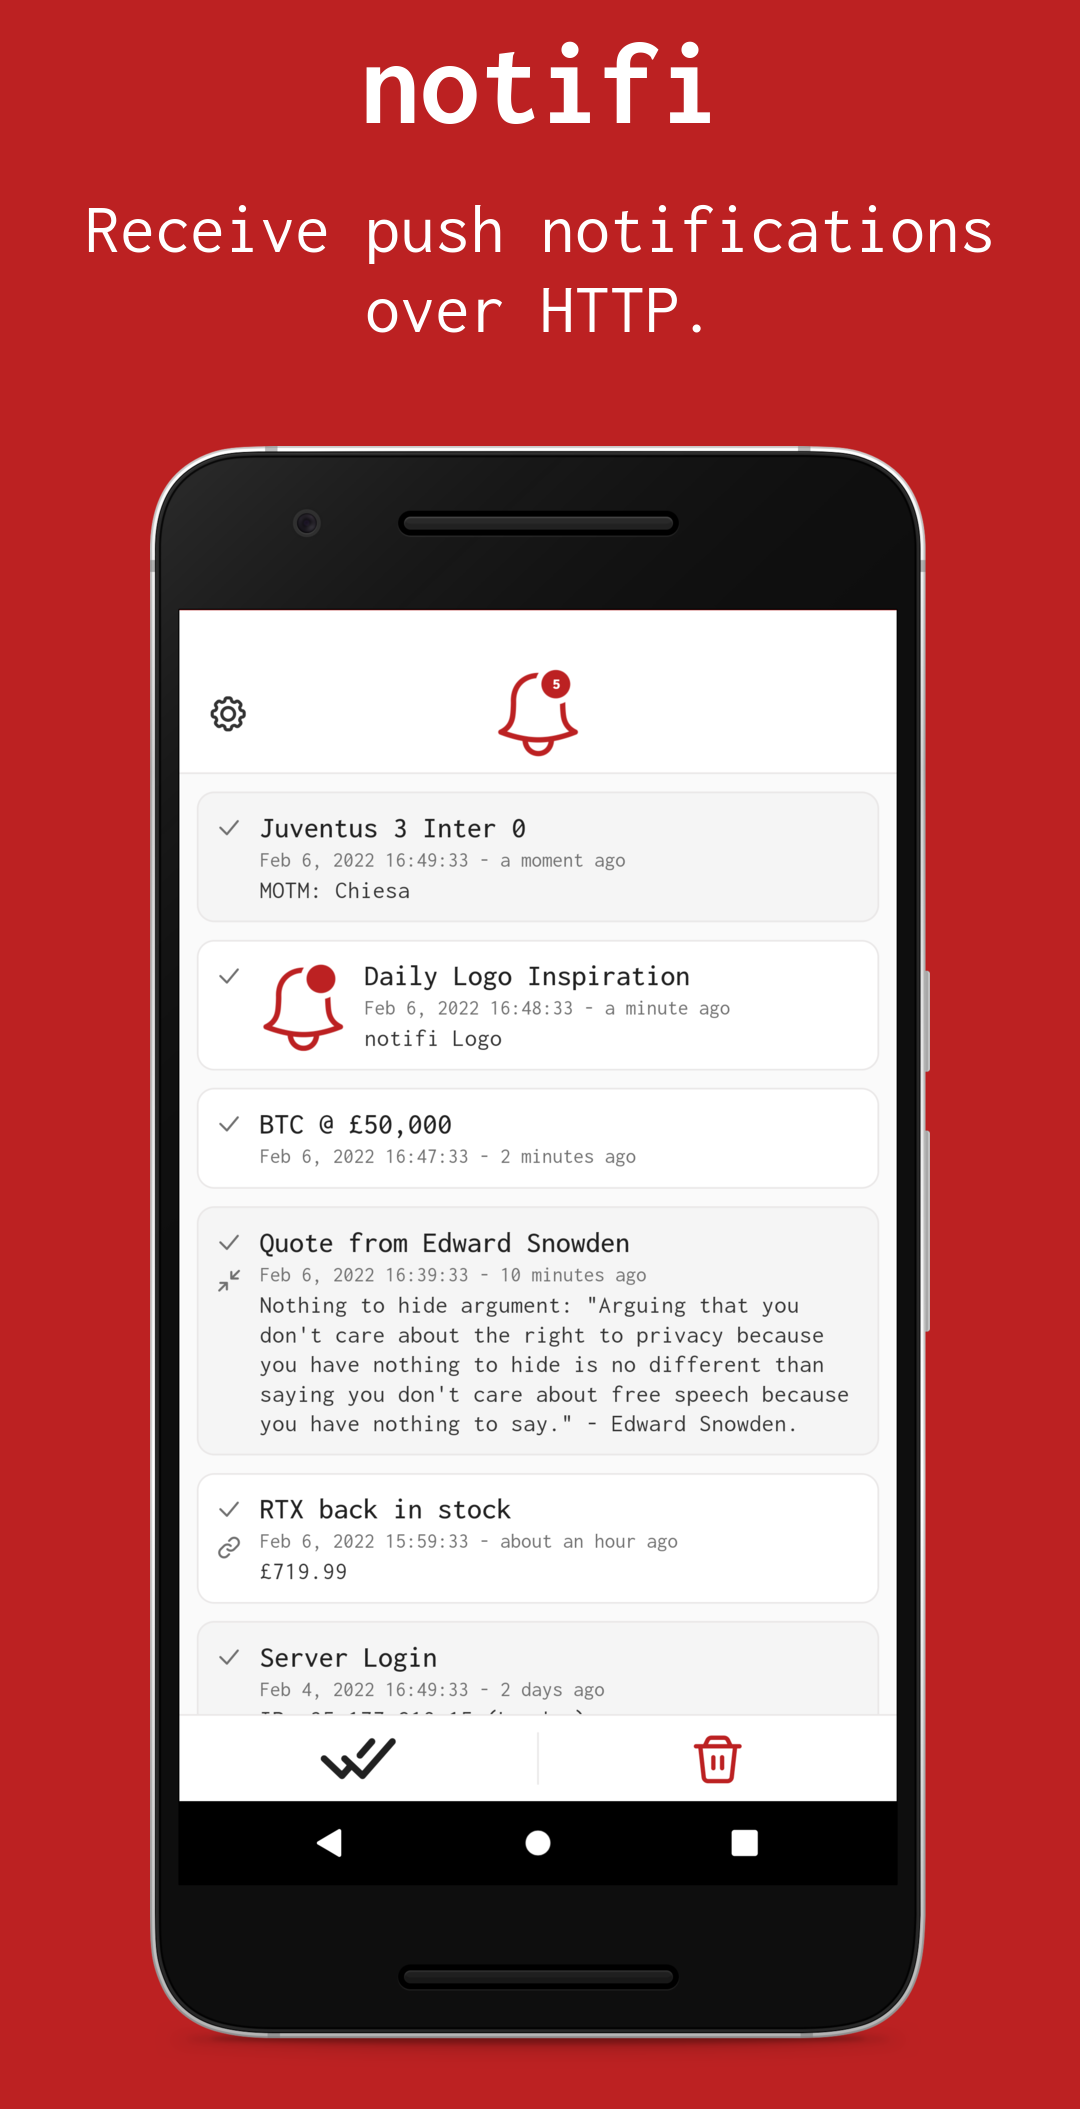 notifi
Receive push notifications
over HTTP.
5
Juventus 3 Inter 0
Feb 6, 2022 16:49:33 - a moment ago
MOTM: Chiesa
Daily Logo Inspiration
Feb 6, 2022 16:48:33 - a minute ago
notifi Logo
BTC @ £50,000
Feb 6, 2022 16:47:33 - 2 minutes ago
Quote from Edward Snowden
Feb 6, 2022 16:39:33 - 10 minutes ago
Nothing to hide argument: "Arguing that you
don't care about the right to privacy because
you have nothing to hide is no different than
saying you don't care about free speech because
you have nothing to say." - Edward Snowden.
RTX back in stock
Feb 6, 2022 15:59:33 - about an hour ago
£719.99
Server Login
Feb 4, 2022 16:49:33 - 2 days ago